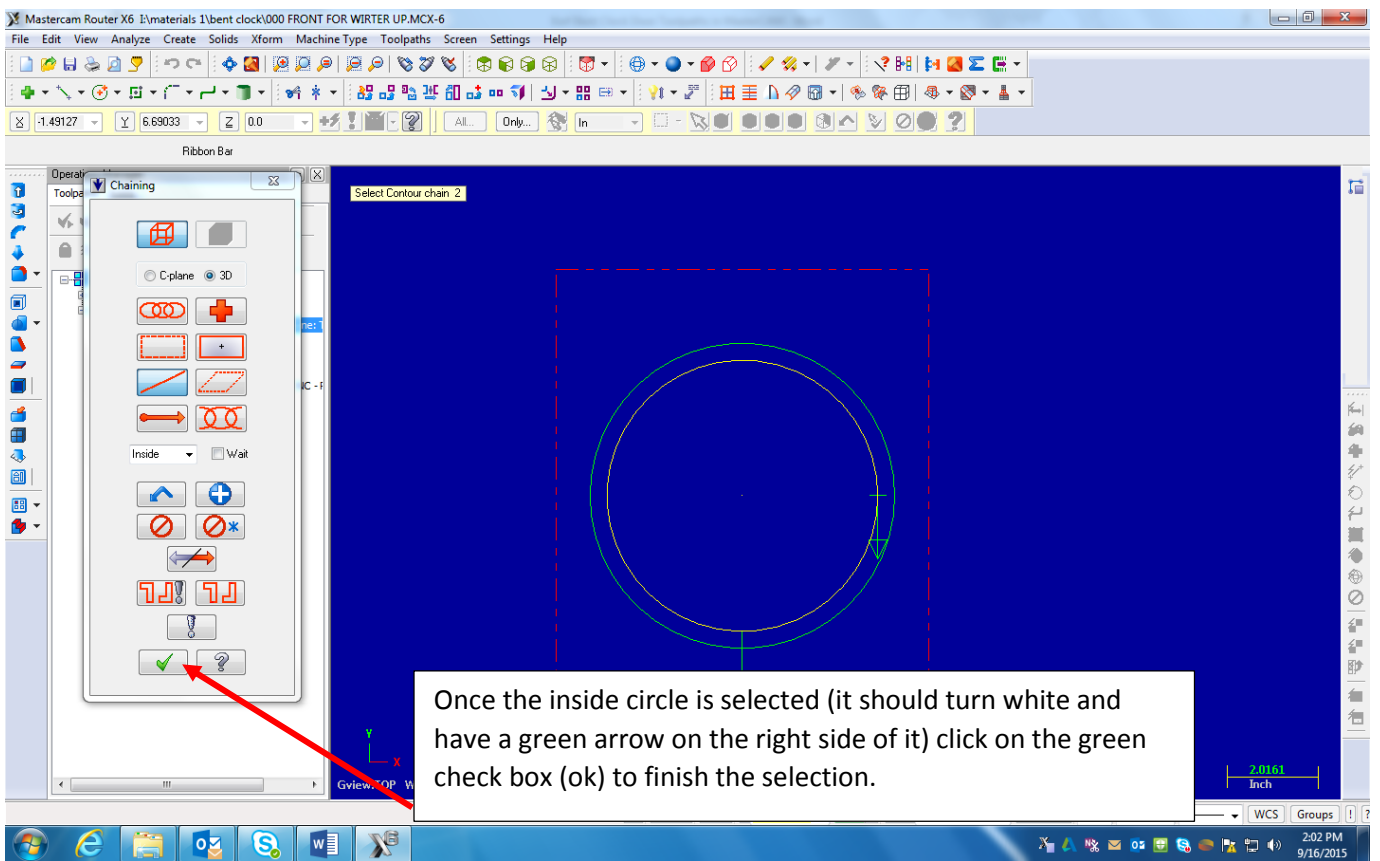 Mastercam Router X6 I:\materials 1\bent clock\000 FRONT FOR WIRTER UP.MCX-6
File Edit View Analyze Create Solids Xform Machine Type Toolpaths Screen Settings Help
X -1.49127 Y 6.69033 Z 0.0 All... Only... In
Ribbon Bar
Chaining
Toolpa
Select Contour chain 2
C-plane 3D
ne: T
NC - F
Inside Wait
Once the inside circle is selected (it should turn white and
have a green arrow on the right side of it) click on the green
check box (ok) to finish the selection.
Y
X
Gview:TOP W
2.0161
Inch
WCS Groups ! ?
2:02 PM
9/16/2015